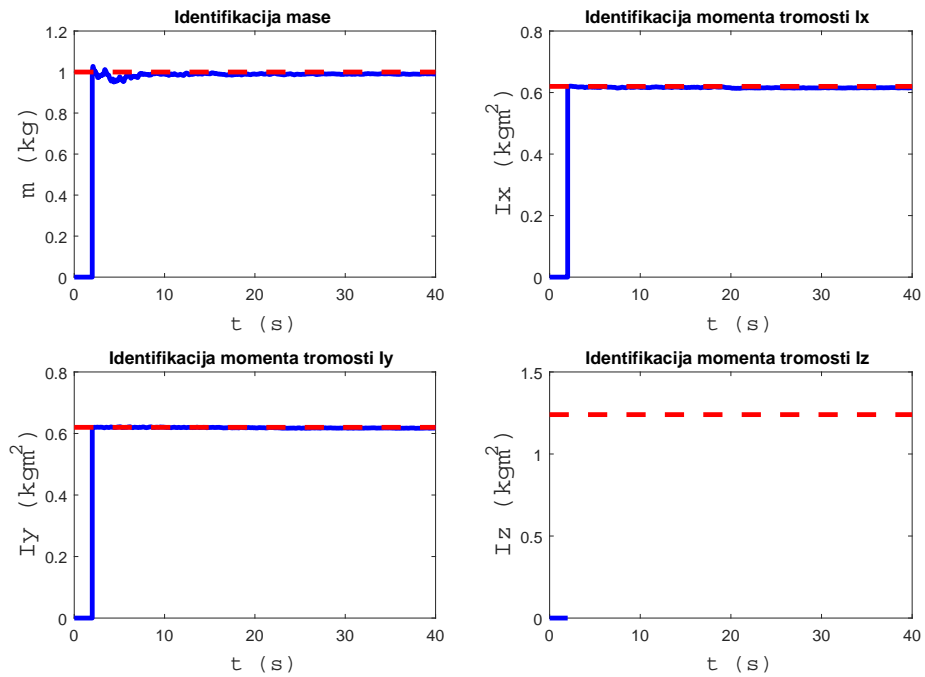 Identifikacija mase
m (kg)
1.2
1
0.8
0.6
0.4
0.2
0
0 10 20 30 40
t (s)
Identifikacija momenta tromosti Ix
Ix (kgm²)
0.8
0.6
0.4
0.2
0
0 10 20 30 40
t (s)
Identifikacija momenta tromosti Iy
Iy (kgm²)
0.8
0.6
0.4
0.2
0
0 10 20 30 40
t (s)
Identifikacija momenta tromosti Iz
Iz (kgm²)
1.5
1
0.5
0
0 10 20 30 40
t (s)